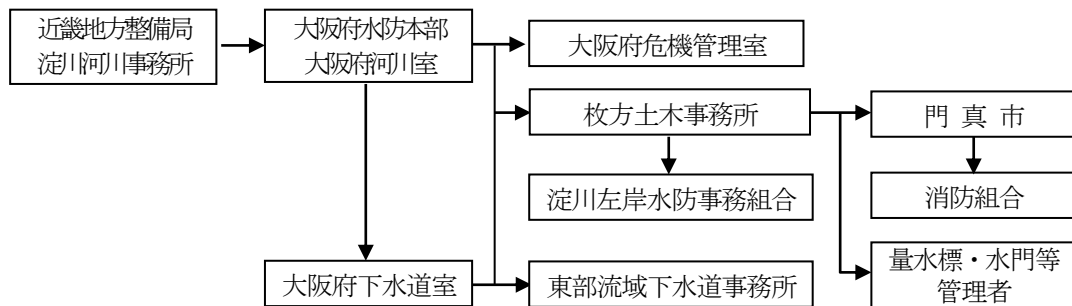 近畿地方整備局
淀川河川事務所
大阪府水防本部
大阪府河川室
大阪府危機管理室
枚方土木事務所
門 真 市
淀川左岸水防事務組合
消防組合
大阪府下水道室
東部流域下水道事務所
量水標・水門等
管理者